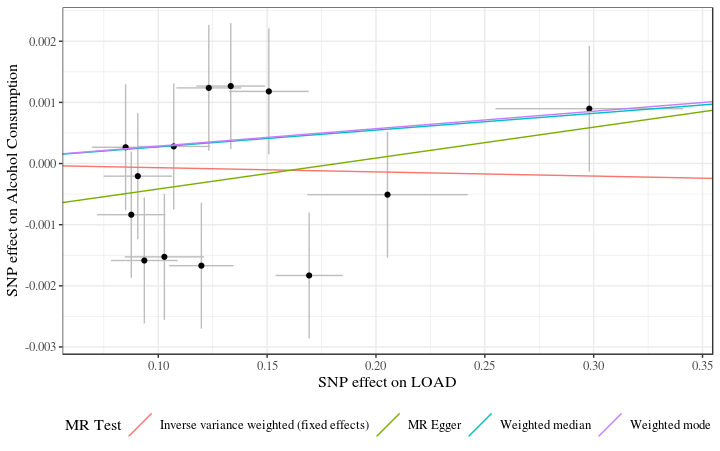 SNP effect on Alcohol Consumption
0.002
0.001
0.000
-0.001
-0.002
-0.003
0.10 0.15 0.20 0.25 0.30 0.35
SNP effect on LOAD
MR Test Inverse variance weighted (fixed effects) MR Egger Weighted median Weighted mode